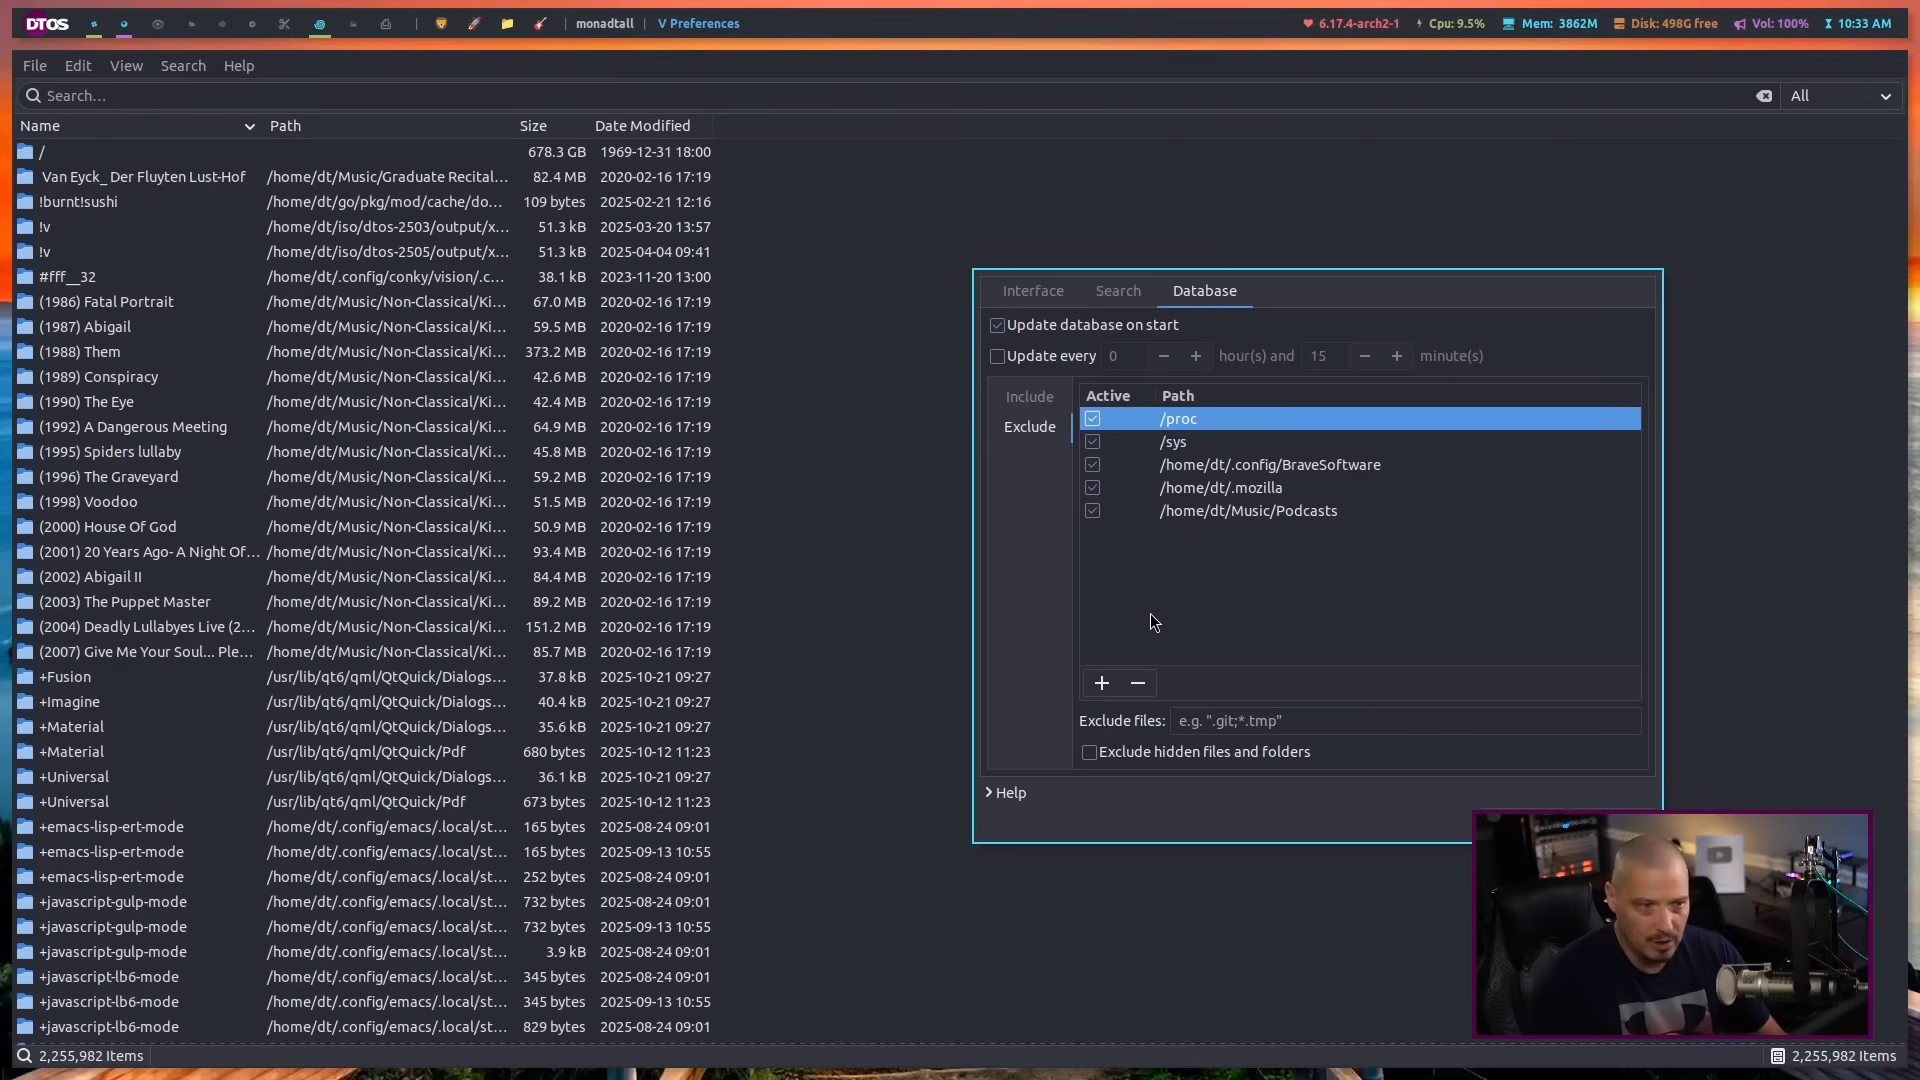 DTOS
monadtall
V Preferences
6.17.4-arch2-1
Cpu: 9.5%
Mem: 3862M
Disk: 498G free
Vol: 100%
10:33 AM
File Edit View Search Help
Search...
All
Name Path Size Date Modified
/ 678.3 GB 1969-12-31 18:00
Van Eyck_ Der Fluyten Lust-Hof /home/dt/Music/Graduate Recital... 82.4 MB 2020-02-16 17:19
!burnt!sushi /home/dt/go/pkg/mod/cache/do... 109 bytes 2025-02-21 12:16
!v /home/dt/iso/dtos-2503/output/x... 51.3 kB 2025-03-20 13:57
!v /home/dt/iso/dtos-2505/output/x... 51.3 kB 2025-04-04 09:41
#fff__32 /home/dt/.config/conky/vision/.c... 38.1 kB 2023-11-20 13:00
(1986) Fatal Portrait /home/dt/Music/Non-Classical/Ki... 67.0 MB 2020-02-16 17:19
(1987) Abigail /home/dt/Music/Non-Classical/Ki... 59.5 MB 2020-02-16 17:19
(1988) Them /home/dt/Music/Non-Classical/Ki... 373.2 MB 2020-02-16 17:19
(1989) Conspiracy /home/dt/Music/Non-Classical/Ki... 42.6 MB 2020-02-16 17:19
(1990) The Eye /home/dt/Music/Non-Classical/Ki... 42.4 MB 2020-02-16 17:19
(1992) A Dangerous Meeting /home/dt/Music/Non-Classical/Ki... 64.9 MB 2020-02-16 17:19
(1995) Spiders lullaby /home/dt/Music/Non-Classical/Ki... 45.8 MB 2020-02-16 17:19
(1996) The Graveyard /home/dt/Music/Non-Classical/Ki... 59.2 MB 2020-02-16 17:19
(1998) Voodoo /home/dt/Music/Non-Classical/Ki... 51.5 MB 2020-02-16 17:19
(2000) House Of God /home/dt/Music/Non-Classical/Ki... 50.9 MB 2020-02-16 17:19
(2001) 20 Years Ago- A Night Of... /home/dt/Music/Non-Classical/Ki... 93.4 MB 2020-02-16 17:19
(2002) Abigail II /home/dt/Music/Non-Classical/Ki... 84.4 MB 2020-02-16 17:19
(2003) The Puppet Master /home/dt/Music/Non-Classical/Ki... 89.2 MB 2020-02-16 17:19
(2004) Deadly Lullabyes Live (2... /home/dt/Music/Non-Classical/Ki... 151.2 MB 2020-02-16 17:19
(2007) Give Me Your Soul... Ple... /home/dt/Music/Non-Classical/Ki... 85.7 MB 2020-02-16 17:19
+Fusion /usr/lib/qt6/qml/QtQuick/Dialogs... 37.8 kB 2025-10-21 09:27
+Imagine /usr/lib/qt6/qml/QtQuick/Dialogs... 40.4 kB 2025-10-21 09:27
+Material /usr/lib/qt6/qml/QtQuick/Dialogs... 35.6 kB 2025-10-21 09:27
+Material /usr/lib/qt6/qml/QtQuick/Pdf 680 bytes 2025-10-12 11:23
+Universal /usr/lib/qt6/qml/QtQuick/Dialogs... 36.1 kB 2025-10-21 09:27
+Universal /usr/lib/qt6/qml/QtQuick/Pdf 673 bytes 2025-10-12 11:23
+emacs-lisp-ert-mode /home/dt/.config/emacs/.local/st... 165 bytes 2025-08-24 09:01
+emacs-lisp-ert-mode /home/dt/.config/emacs/.local/st... 165 bytes 2025-09-13 10:55
+emacs-lisp-ert-mode /home/dt/.config/emacs/.local/st... 252 bytes 2025-08-24 09:01
+javascript-gulp-mode /home/dt/.config/emacs/.local/st... 732 bytes 2025-08-24 09:01
+javascript-gulp-mode /home/dt/.config/emacs/.local/st... 732 bytes 2025-09-13 10:55
+javascript-gulp-mode /home/dt/.config/emacs/.local/st... 3.9 kB 2025-08-24 09:01
+javascript-lb6-mode /home/dt/.config/emacs/.local/st... 345 bytes 2025-08-24 09:01
+javascript-lb6-mode /home/dt/.config/emacs/.local/st... 345 bytes 2025-09-13 10:55
+javascript-lb6-mode /home/dt/.config/emacs/.local/st... 829 bytes 2025-08-24 09:01
2,255,982 Items
2,255,982 Items
Interface Search Database
Update database on start
Update every 0 hour(s) and 15 minute(s)
Include
Exclude
Active Path
/proc
/sys
/home/dt/.config/BraveSoftware
/home/dt/.mozilla
/home/dt/Music/Podcasts
Exclude files: e.g. ".git;*.tmp"
Exclude hidden files and folders
Help